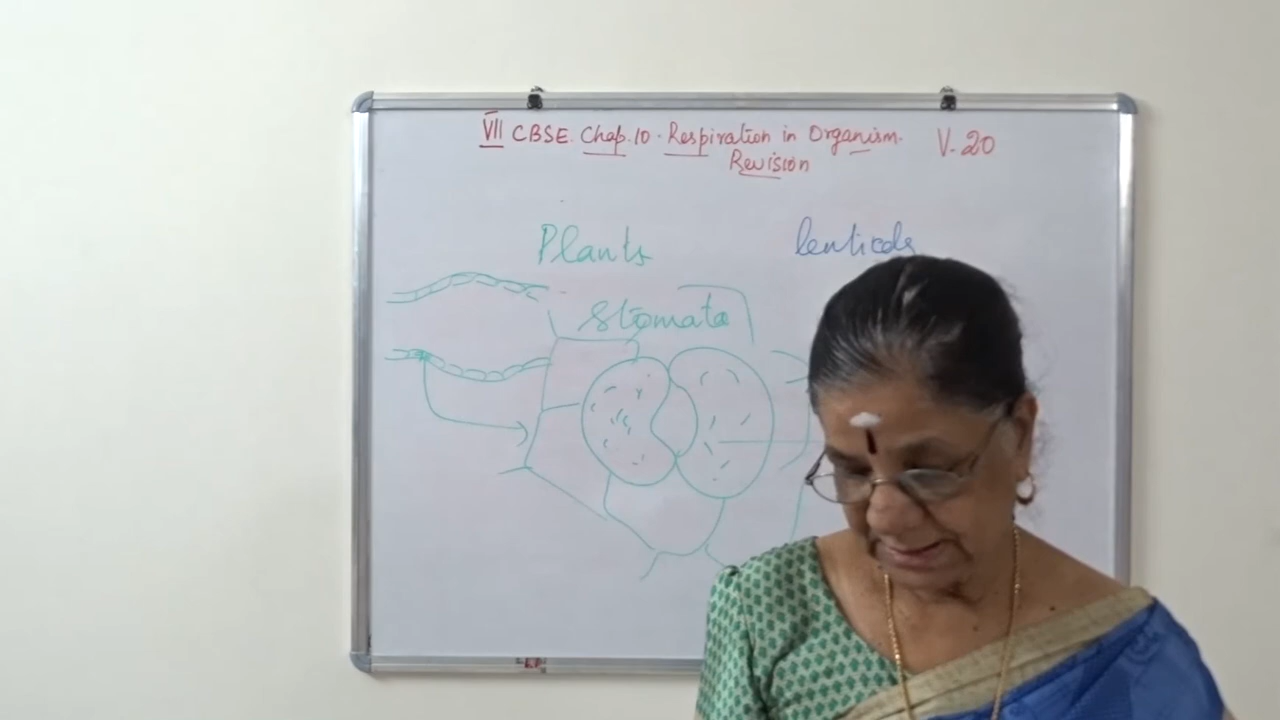 VII CBSE. Chap.10. Respiration in Organism. V-20
Revision
Plants lenticels
Stomata